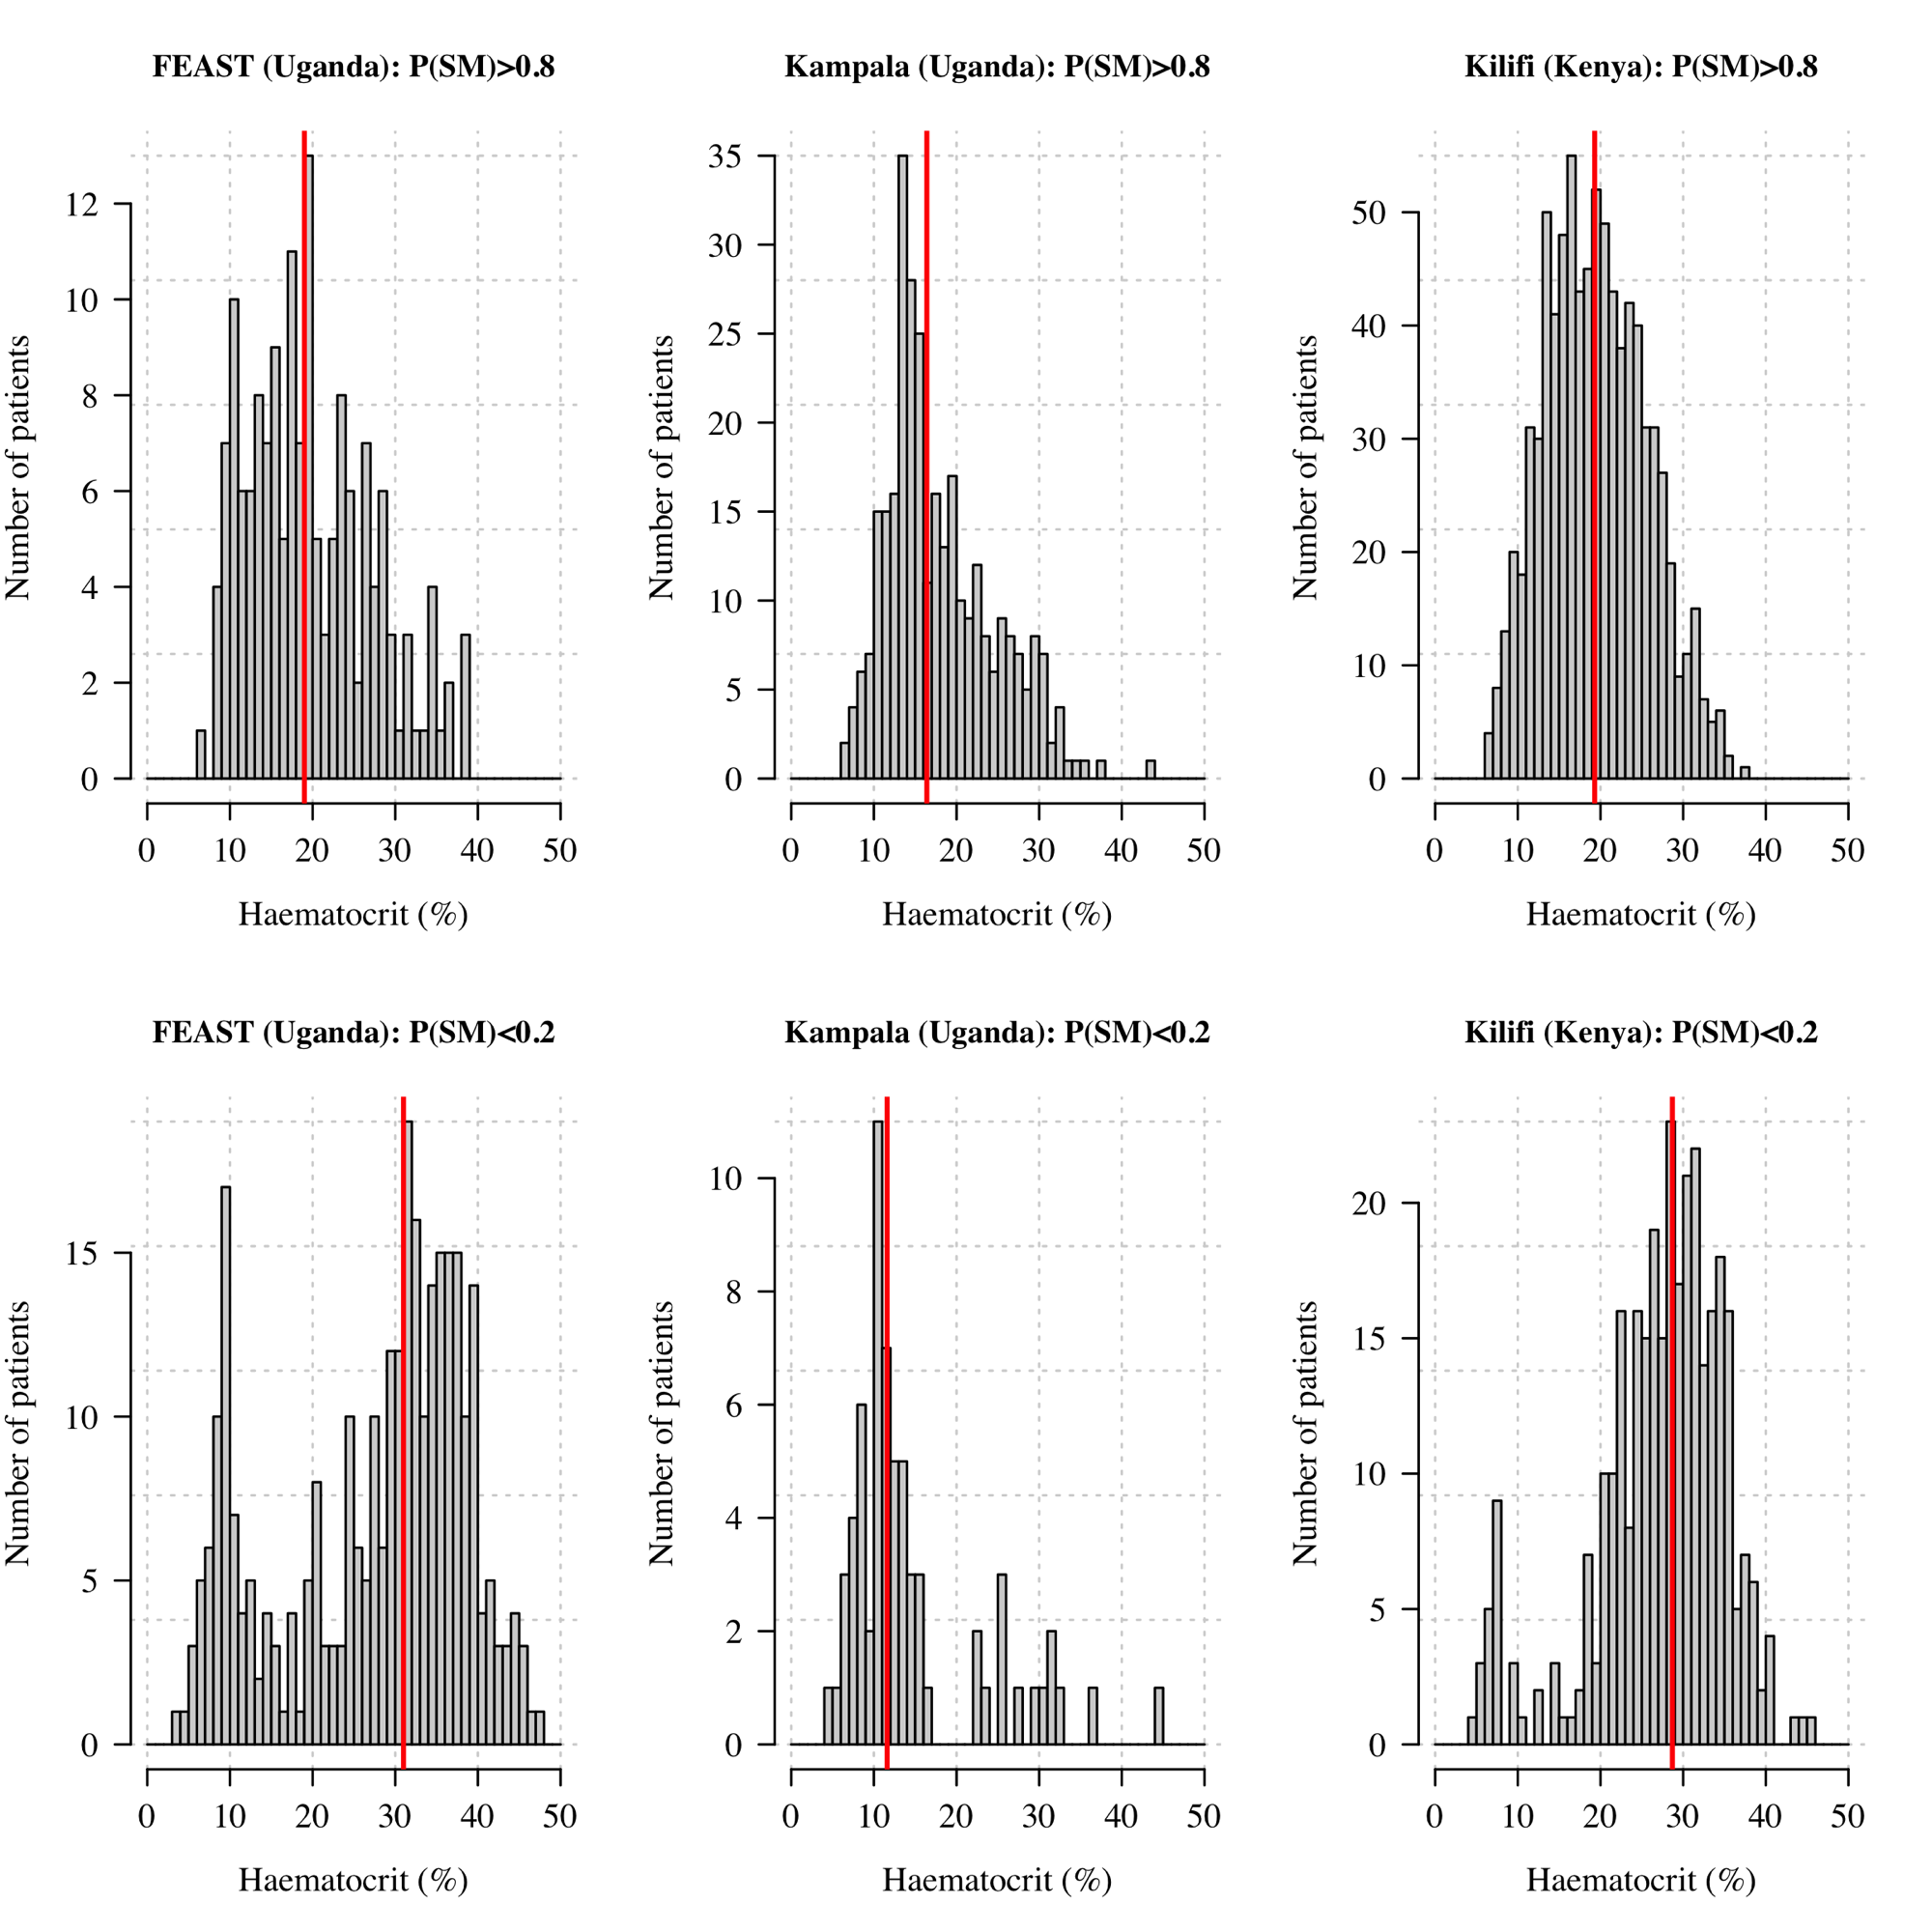 FEAST (Uganda): P(SM)>0.8
Number of patients
12
10
8
6
4
2
0
0 10 20 30 40 50
Haematocrit (%)
Kampala (Uganda): P(SM)>0.8
Number of patients
35
30
25
20
15
10
5
0
0 10 20 30 40 50
Haematocrit (%)
Kilifi (Kenya): P(SM)>0.8
Number of patients
50
40
30
20
10
0
0 10 20 30 40 50
Haematocrit (%)
FEAST (Uganda): P(SM)<0.2
Number of patients
15
10
5
0
0 10 20 30 40 50
Haematocrit (%)
Kampala (Uganda): P(SM)<0.2
Number of patients
10
8
6
4
2
0
0 10 20 30 40 50
Haematocrit (%)
Kilifi (Kenya): P(SM)<0.2
Number of patients
20
15
10
5
0
0 10 20 30 40 50
Haematocrit (%)